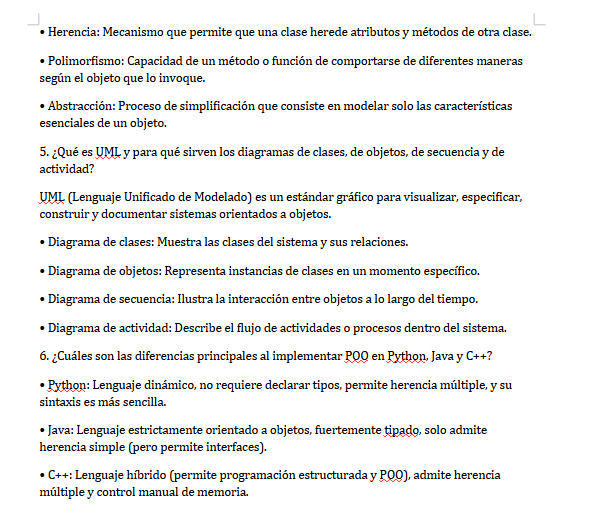 • Herencia: Mecanismo que permite que una clase herede atributos y métodos de otra clase.
• Polimorfismo: Capacidad de un método o función de comportarse de diferentes maneras
según el objeto que lo invoque.
• Abstracción: Proceso de simplificación que consiste en modelar solo las características
esenciales de un objeto.
5. ¿Qué es UML y para qué sirven los diagramas de clases, de objetos, de secuencia y de
actividad?
UML (Lenguaje Unificado de Modelado) es un estándar gráfico para visualizar, especificar,
construir y documentar sistemas orientados a objetos.
• Diagrama de clases: Muestra las clases del sistema y sus relaciones.
• Diagrama de objetos: Representa instancias de clases en un momento específico.
• Diagrama de secuencia: Ilustra la interacción entre objetos a lo largo del tiempo.
• Diagrama de actividad: Describe el flujo de actividades o procesos dentro del sistema.
6. ¿Cuáles son las diferencias principales al implementar POO en Python, Java y C++?
• Python: Lenguaje dinámico, no requiere declarar tipos, permite herencia múltiple, y su
sintaxis es más sencilla.
• Java: Lenguaje estrictamente orientado a objetos, fuertemente tipado, solo admite
herencia simple (pero permite interfaces).
• C++: Lenguaje híbrido (permite programación estructurada y POO), admite herencia
múltiple y control manual de memoria.